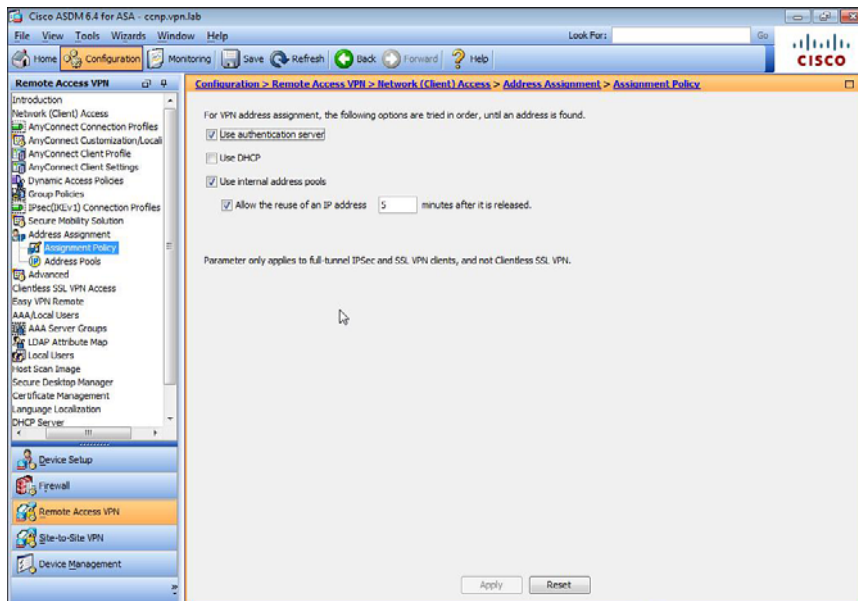 Cisco ASDM 6.4 for ASA - ccnp.vpn.lab
File View Tools Wizards Window Help
Look For:
Go
Home Configuration Monitoring Save Refresh Back Forward Help
CISCO
Remote Access VPN
Introduction
Network (Client) Access
AnyConnect Connection Profiles
AnyConnect Customization/Locali
AnyConnect Client Profile
AnyConnect Client Settings
Dynamic Access Policies
Group Policies
IPsec(IKEv1) Connection Profiles
Secure Mobility Solution
Address Assignment
Assignment Policy
Address Pools
Advanced
Clientless SSL VPN Access
Easy VPN Remote
AAA/Local Users
AAA Server Groups
LDAP Attribute Map
Local Users
Host Scan Image
Secure Desktop Manager
Certificate Management
Language Localization
DHCP Server
Device Setup
Firewall
Remote Access VPN
Site-to-Site VPN
Device Management
Configuration > Remote Access VPN > Network (Client) Access > Address Assignment > Assignment Policy
For VPN address assignment, the following options are tried in order, until an address is found.
Use authentication server
Use DHCP
Use internal address pools
Allow the reuse of an IP address 5 minutes after it is released.
Parameter only applies to full-tunnel IPSec and SSL VPN clients, and not Clientless SSL VPN.
Apply Reset